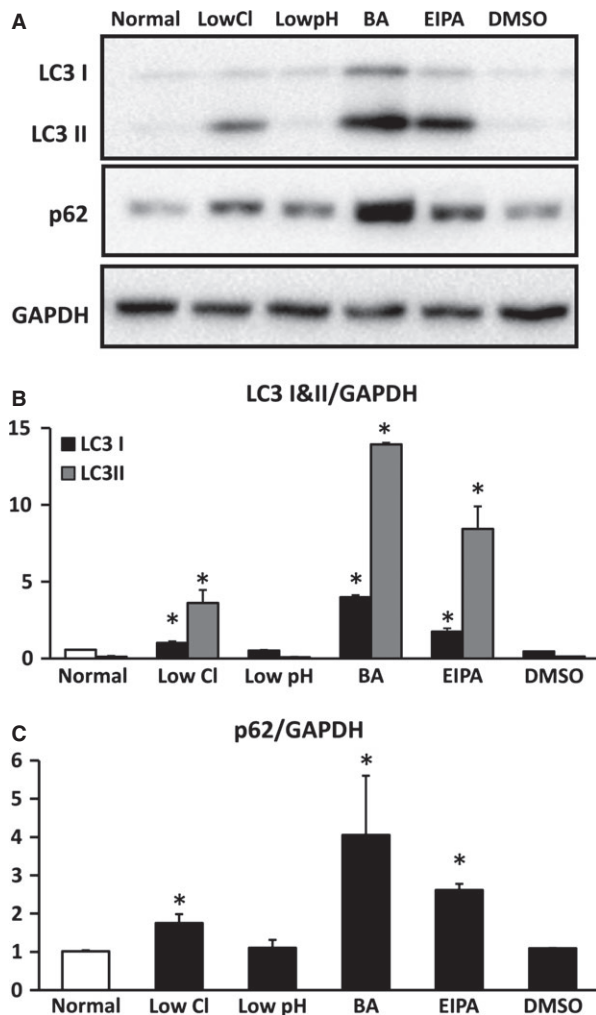 A
Normal LowCl LowpH BA EIPA DMSO
LC3 I
LC3 II
p62
GAPDH
B
LC3 I&II/GAPDH
15
LC3 I
LC3II
10
5
0
* * * * * *
Normal Low Cl Low pH BA EIPA DMSO
C
p62/GAPDH
6
5
4
3
2
1
0
* * *
Normal Low Cl Low pH BA EIPA DMSO